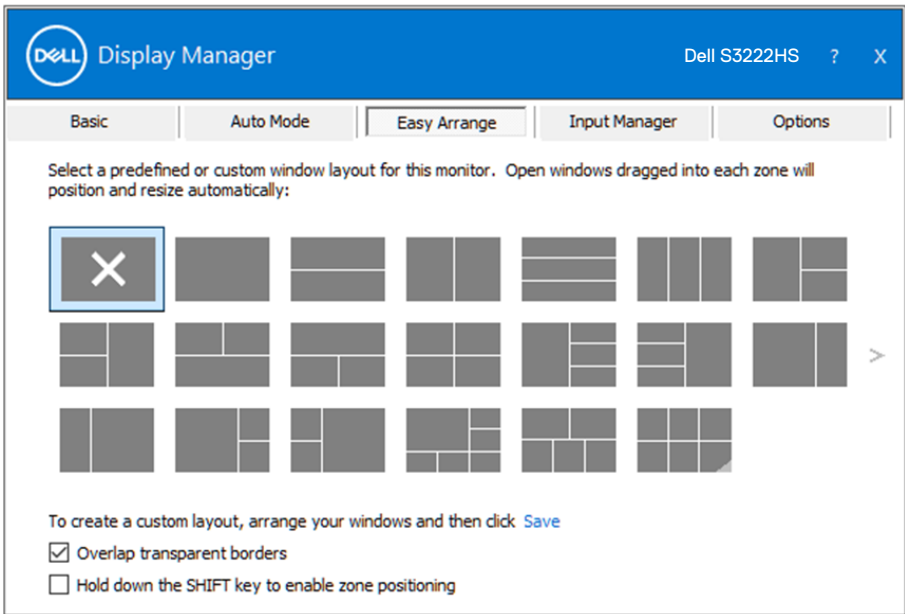 DELL Display Manager Dell S3222HS ? X
Basic Auto Mode Easy Arrange Input Manager Options
Select a predefined or custom window layout for this monitor. Open windows dragged into each zone will
position and resize automatically:
>
To create a custom layout, arrange your windows and then click Save
Overlap transparent borders
Hold down the SHIFT key to enable zone positioning